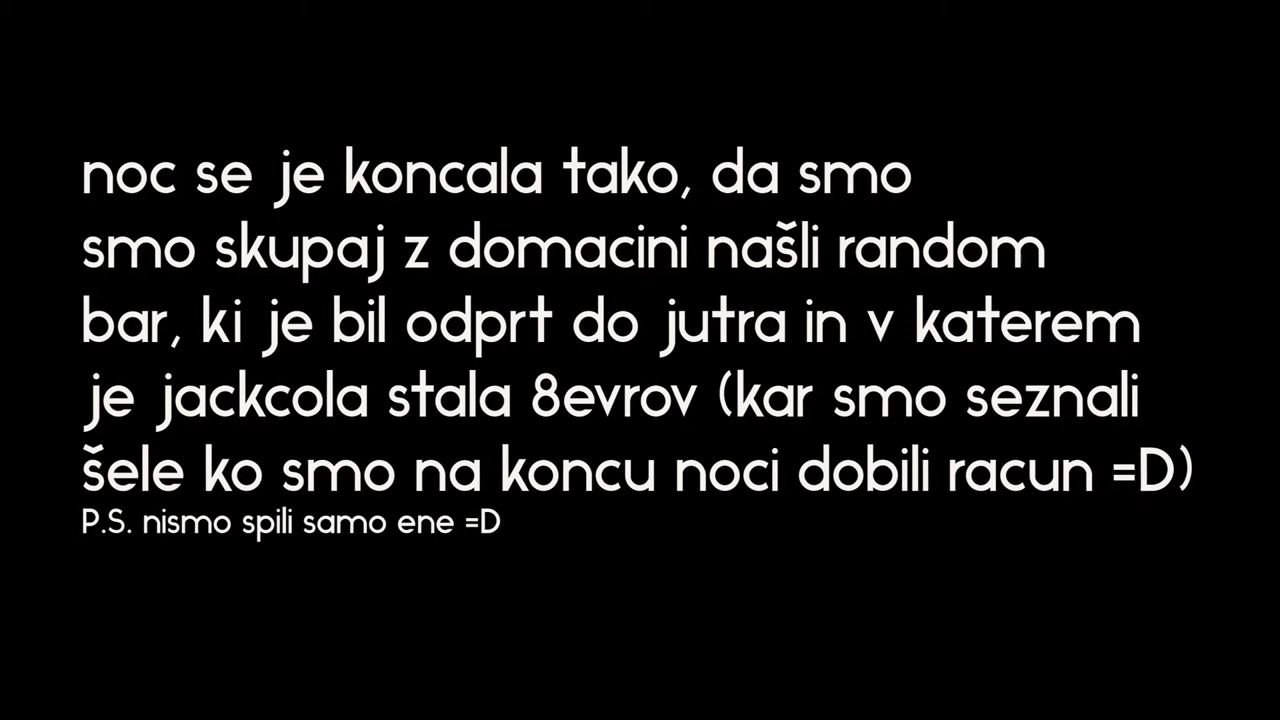 noc se je koncala tako, da smo
smo skupaj z domacini našli random
bar, ki je bil odprt do jutra in v katerem
je jackcola stala 8evrov (kar smo seznali
šele ko smo na koncu noci dobili racun =D)
P.S. nismo spili samo ene =D